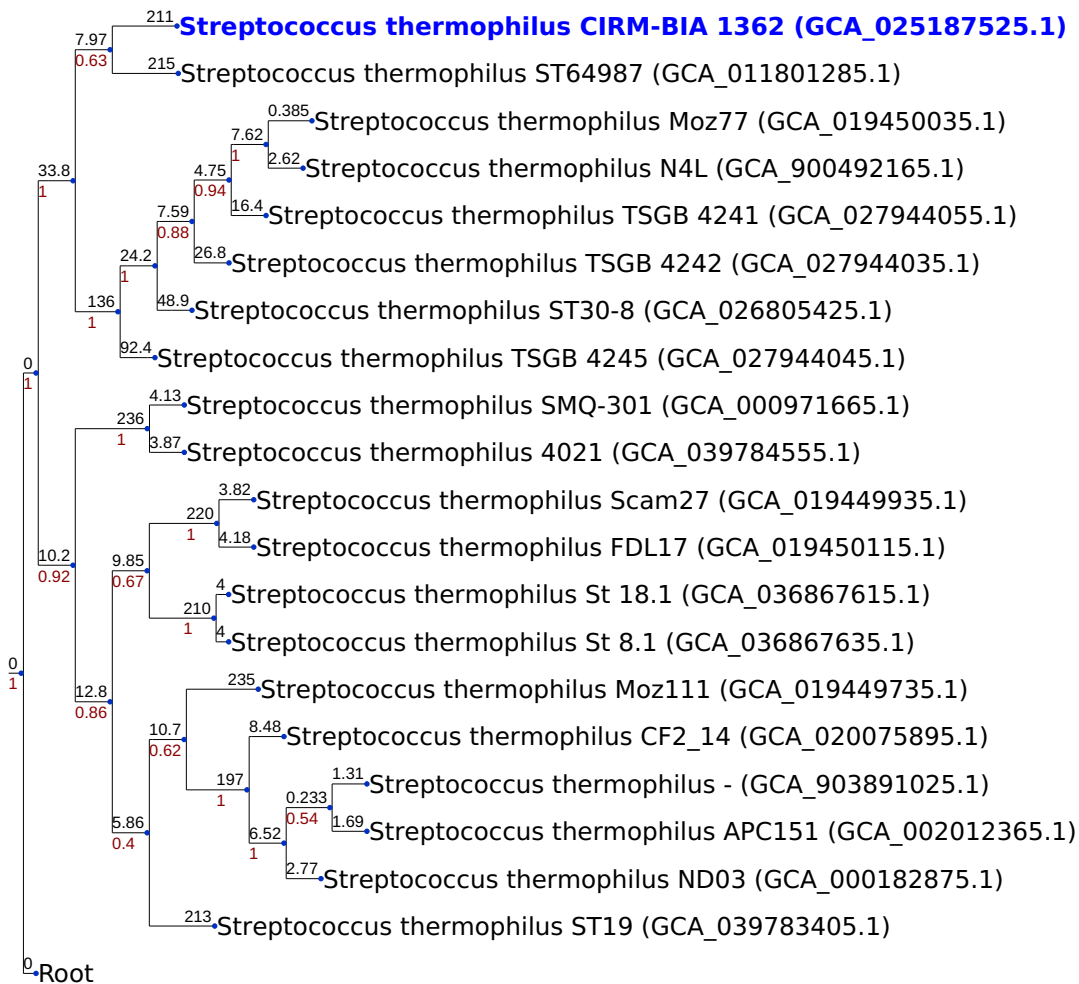 211
Streptococcus thermophilus CIRM-BIA 1362 (GCA_025187525.1)
7.97
0.63
215
Streptococcus thermophilus ST64987 (GCA_011801285.1)
0.385
Streptococcus thermophilus Moz77 (GCA_019450035.1)
7.62
1
2.62
Streptococcus thermophilus N4L (GCA_900492165.1)
33.8
1
4.75
0.94
16.4
Streptococcus thermophilus TSGB 4241 (GCA_027944055.1)
7.59
0.88
24.2
1
26.8
Streptococcus thermophilus TSGB 4242 (GCA_027944035.1)
136
1
48.9
Streptococcus thermophilus ST30-8 (GCA_026805425.1)
92.4
Streptococcus thermophilus TSGB 4245 (GCA_027944045.1)
0
1
4.13
Streptococcus thermophilus SMQ-301 (GCA_000971665.1)
236
1
3.87
Streptococcus thermophilus 4021 (GCA_039784555.1)
3.82
Streptococcus thermophilus Scam27 (GCA_019449935.1)
220
1
4.18
Streptococcus thermophilus FDL17 (GCA_019450115.1)
10.2
0.92
9.85
0.67
4
Streptococcus thermophilus St 18.1 (GCA_036867615.1)
210
1
4
Streptococcus thermophilus St 8.1 (GCA_036867635.1)
0
1
12.8
0.86
235
Streptococcus thermophilus Moz111 (GCA_019449735.1)
10.7
0.62
8.48
Streptococcus thermophilus CF2_14 (GCA_020075895.1)
197
1
1.31
Streptococcus thermophilus - (GCA_903891025.1)
0.233
0.54
1.69
Streptococcus thermophilus APC151 (GCA_002012365.1)
5.86
0.4
6.52
1
2.77
Streptococcus thermophilus ND03 (GCA_000182875.1)
213
Streptococcus thermophilus ST19 (GCA_039783405.1)
0
Root